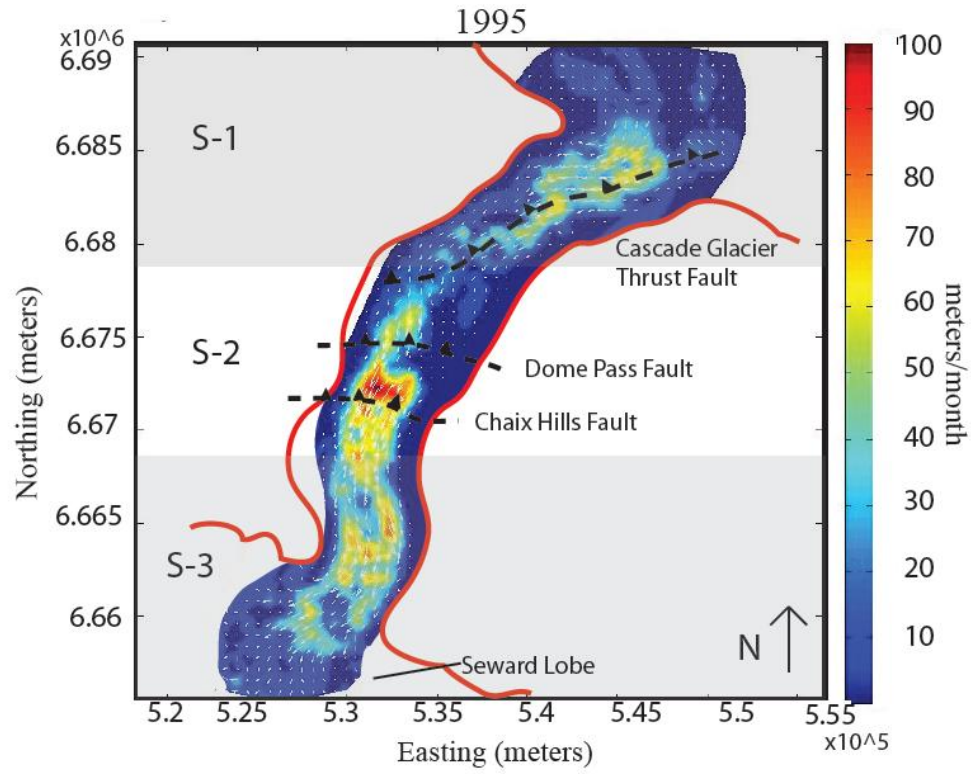 1995
x10^6
6.69
6.685
6.68
6.675
6.67
6.665
6.66
Northing (meters)
S-1
S-2
S-3
Cascade Glacier
Thrust Fault
Dome Pass Fault
Chaix Hills Fault
Seward Lobe
N
5.2
5.25
5.3
5.35
5.4
5.45
5.5
5.55
x10^5
Easting (meters)
100
90
80
70
60
50
40
30
20
10
meters/month